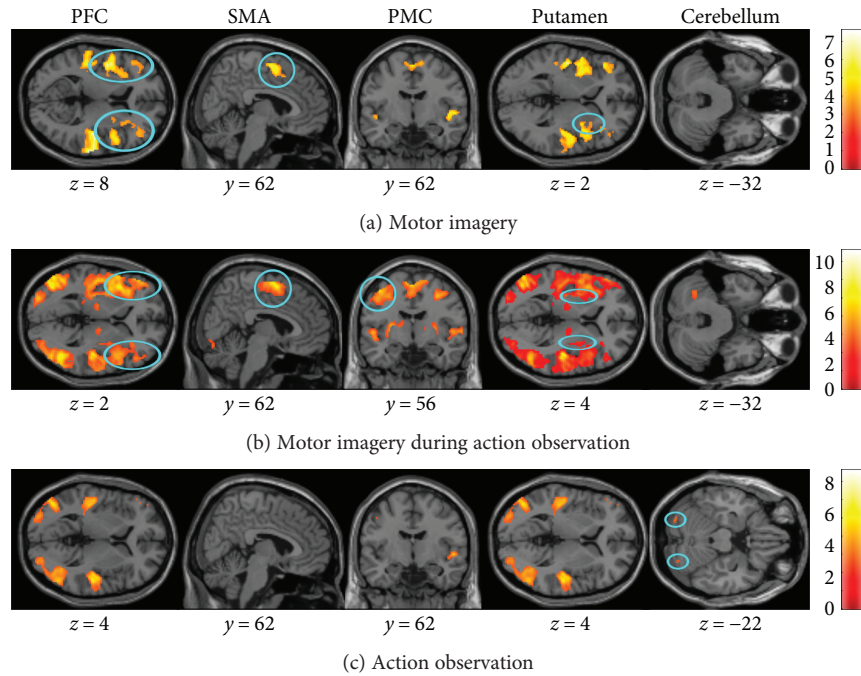 PFC SMA PMC Putamen Cerebellum
7
6
5
4
3
2
1
0
z = 8 y = 62 y = 62 z = 2 z = −32
(a) Motor imagery
10
8
6
4
2
0
z = 2 y = 62 y = 56 z = 4 z = −32
(b) Motor imagery during action observation
8
6
4
2
0
z = 4 y = 62 y = 62 z = 4 z = −22
(c) Action observation